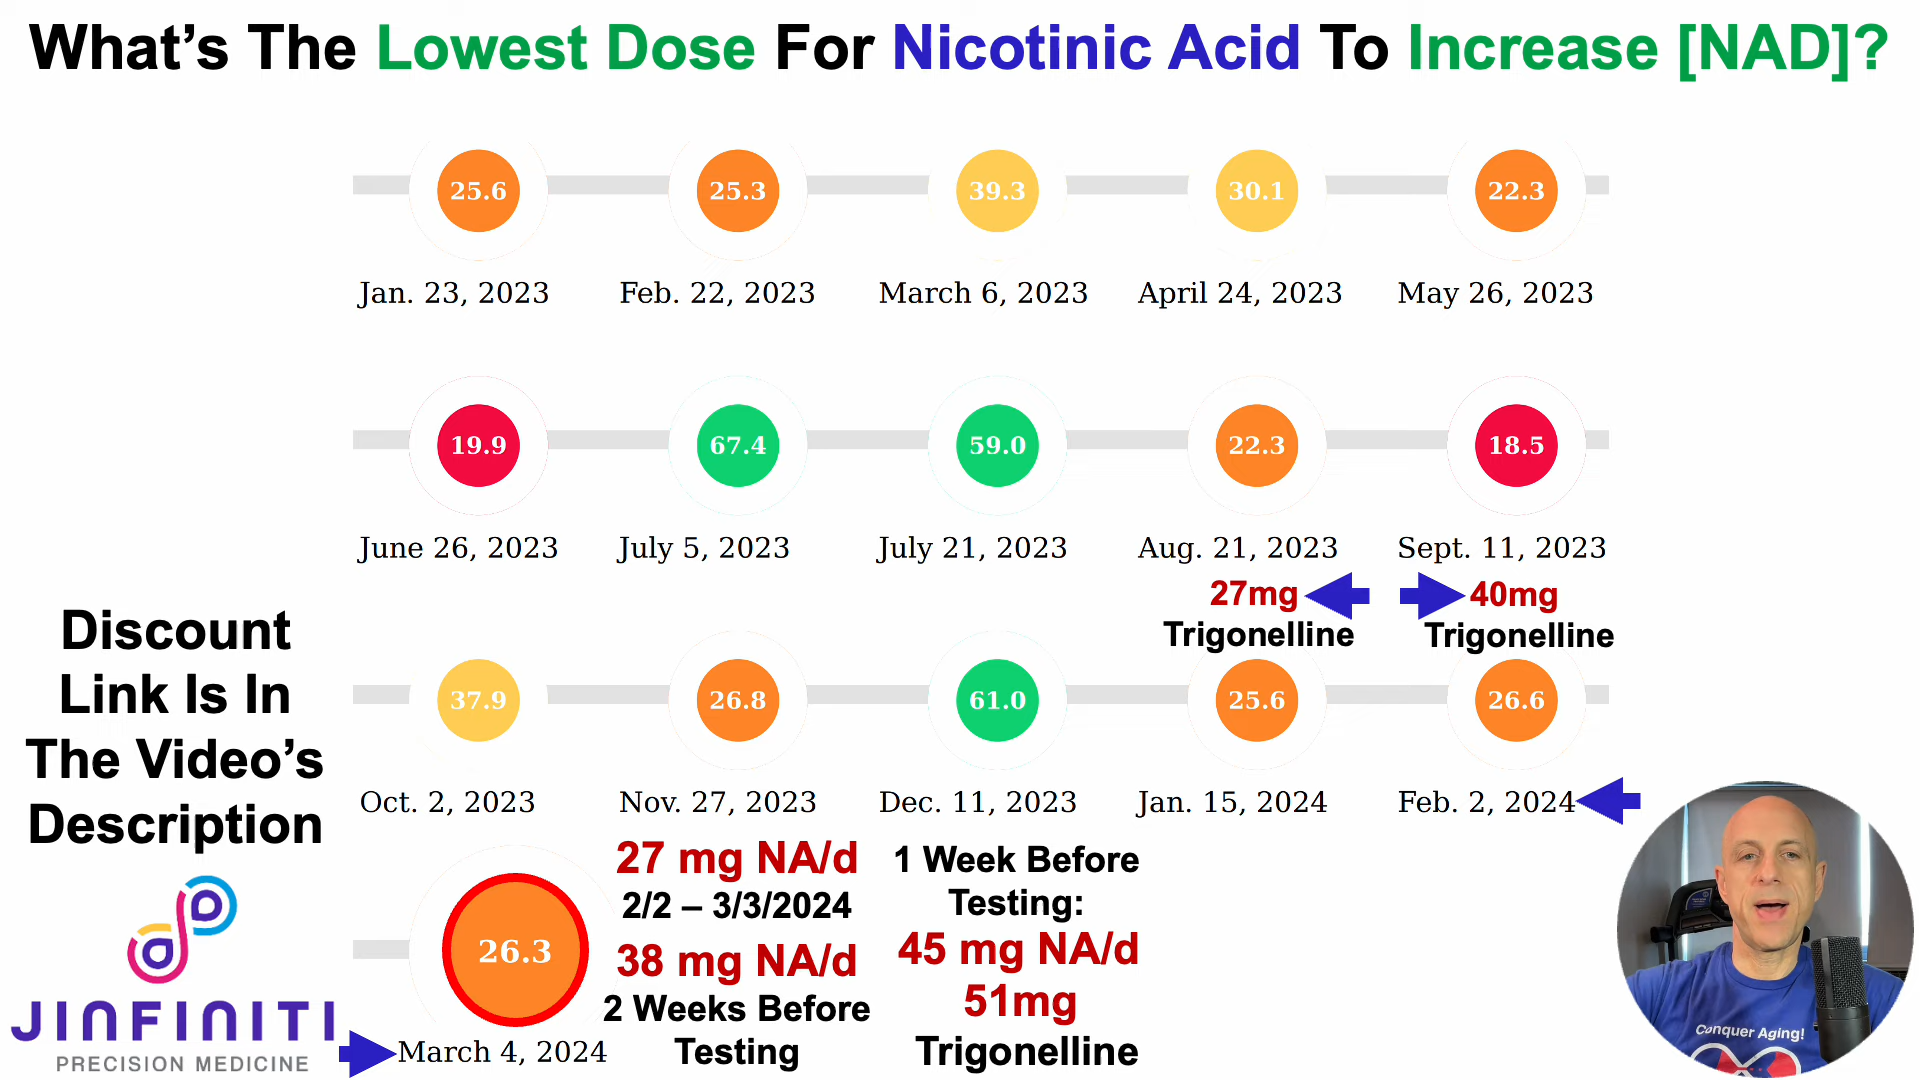 What’s The Lowest Dose For Nicotinic Acid To Increase [NAD]?
25.6 25.3 39.3 30.1 22.3
Jan. 23, 2023 Feb. 22, 2023 March 6, 2023 April 24, 2023 May 26, 2023
19.9 67.4 59.0 22.3 18.5
June 26, 2023 July 5, 2023 July 21, 2023 Aug. 21, 2023 Sept. 11, 2023
27mg
Trigonelline
40mg
Trigonelline
37.9 26.8 61.0 25.6 26.6
Oct. 2, 2023 Nov. 27, 2023 Dec. 11, 2023 Jan. 15, 2024 Feb. 2, 2024
Discount
Link Is In
The Video’s
Description
JINFINITI
PRECISION MEDICINE
26.3
March 4, 2024
27 mg NA/d
2/2 – 3/3/2024
38 mg NA/d
2 Weeks Before
Testing
1 Week Before
Testing:
45 mg NA/d
51mg
Trigonelline
Conquer Aging!